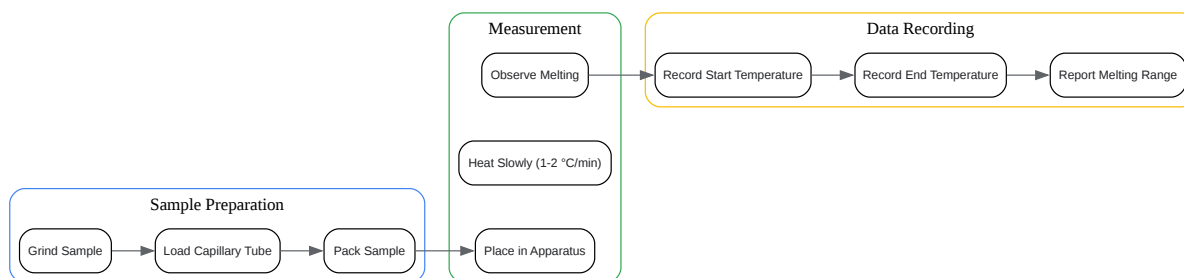 Sample Preparation
Grind Sample
Load Capillary Tube
Pack Sample
Measurement
Place in Apparatus
Heat Slowly (1-2 °C/min)
Observe Melting
Data Recording
Record Start Temperature
Record End Temperature
Report Melting Range